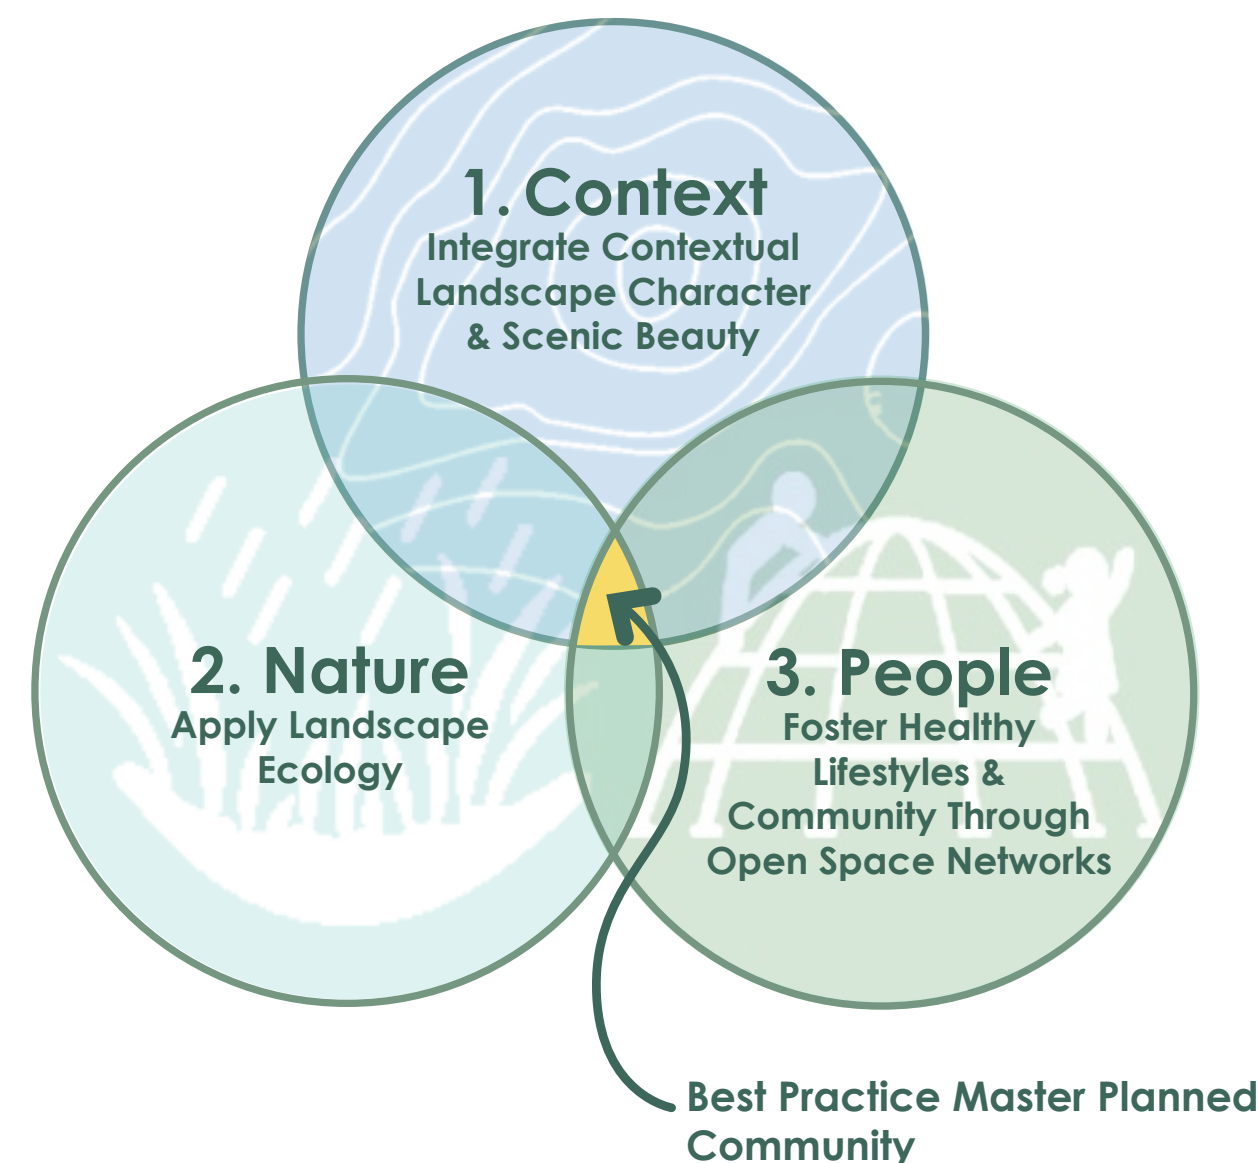 1. Context
Integrate Contextual
Landscape Character
& Scenic Beauty
2. Nature
Apply Landscape
Ecology
3. People
Foster Healthy
Lifestyles &
Community Through
Open Space Networks
Best Practice Master Planned
Community